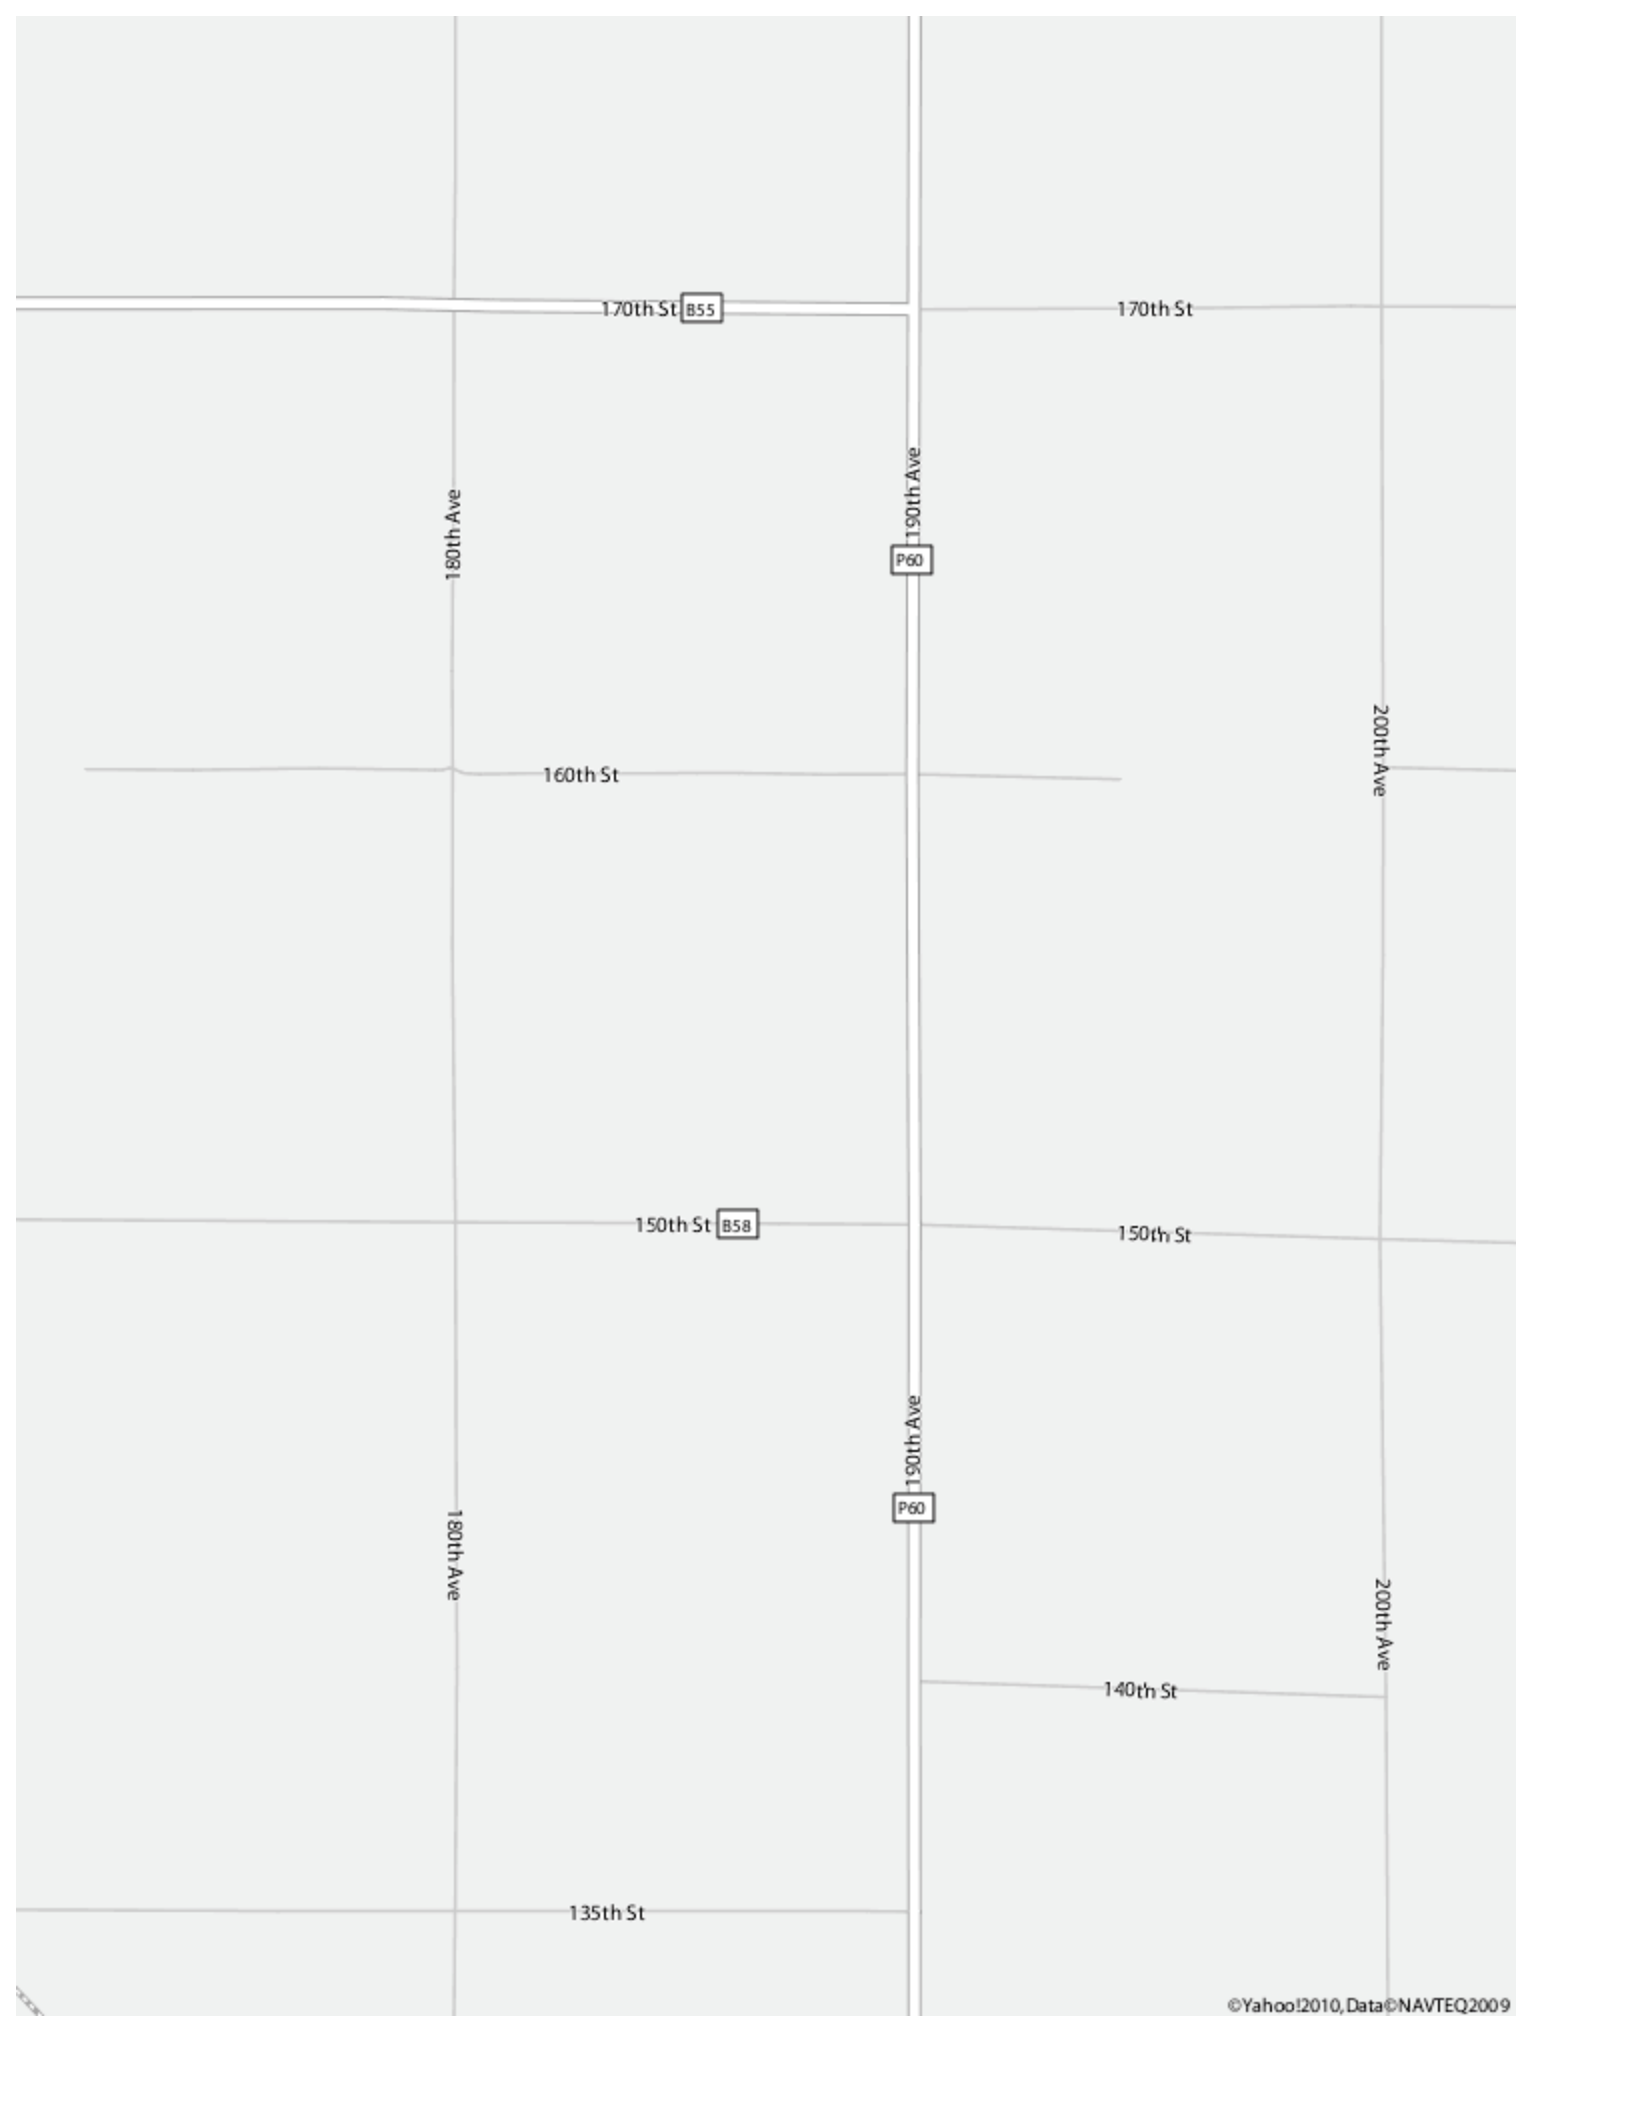 170th St
B55
170th St
190th Ave
180th Ave
P60
200th Ave
160th St
150th St
B58
150th St
190th Ave
P60
180th Ave
200th Ave
140th St
135th St
©Yahoo!2010,Data©NAVTEQ2009